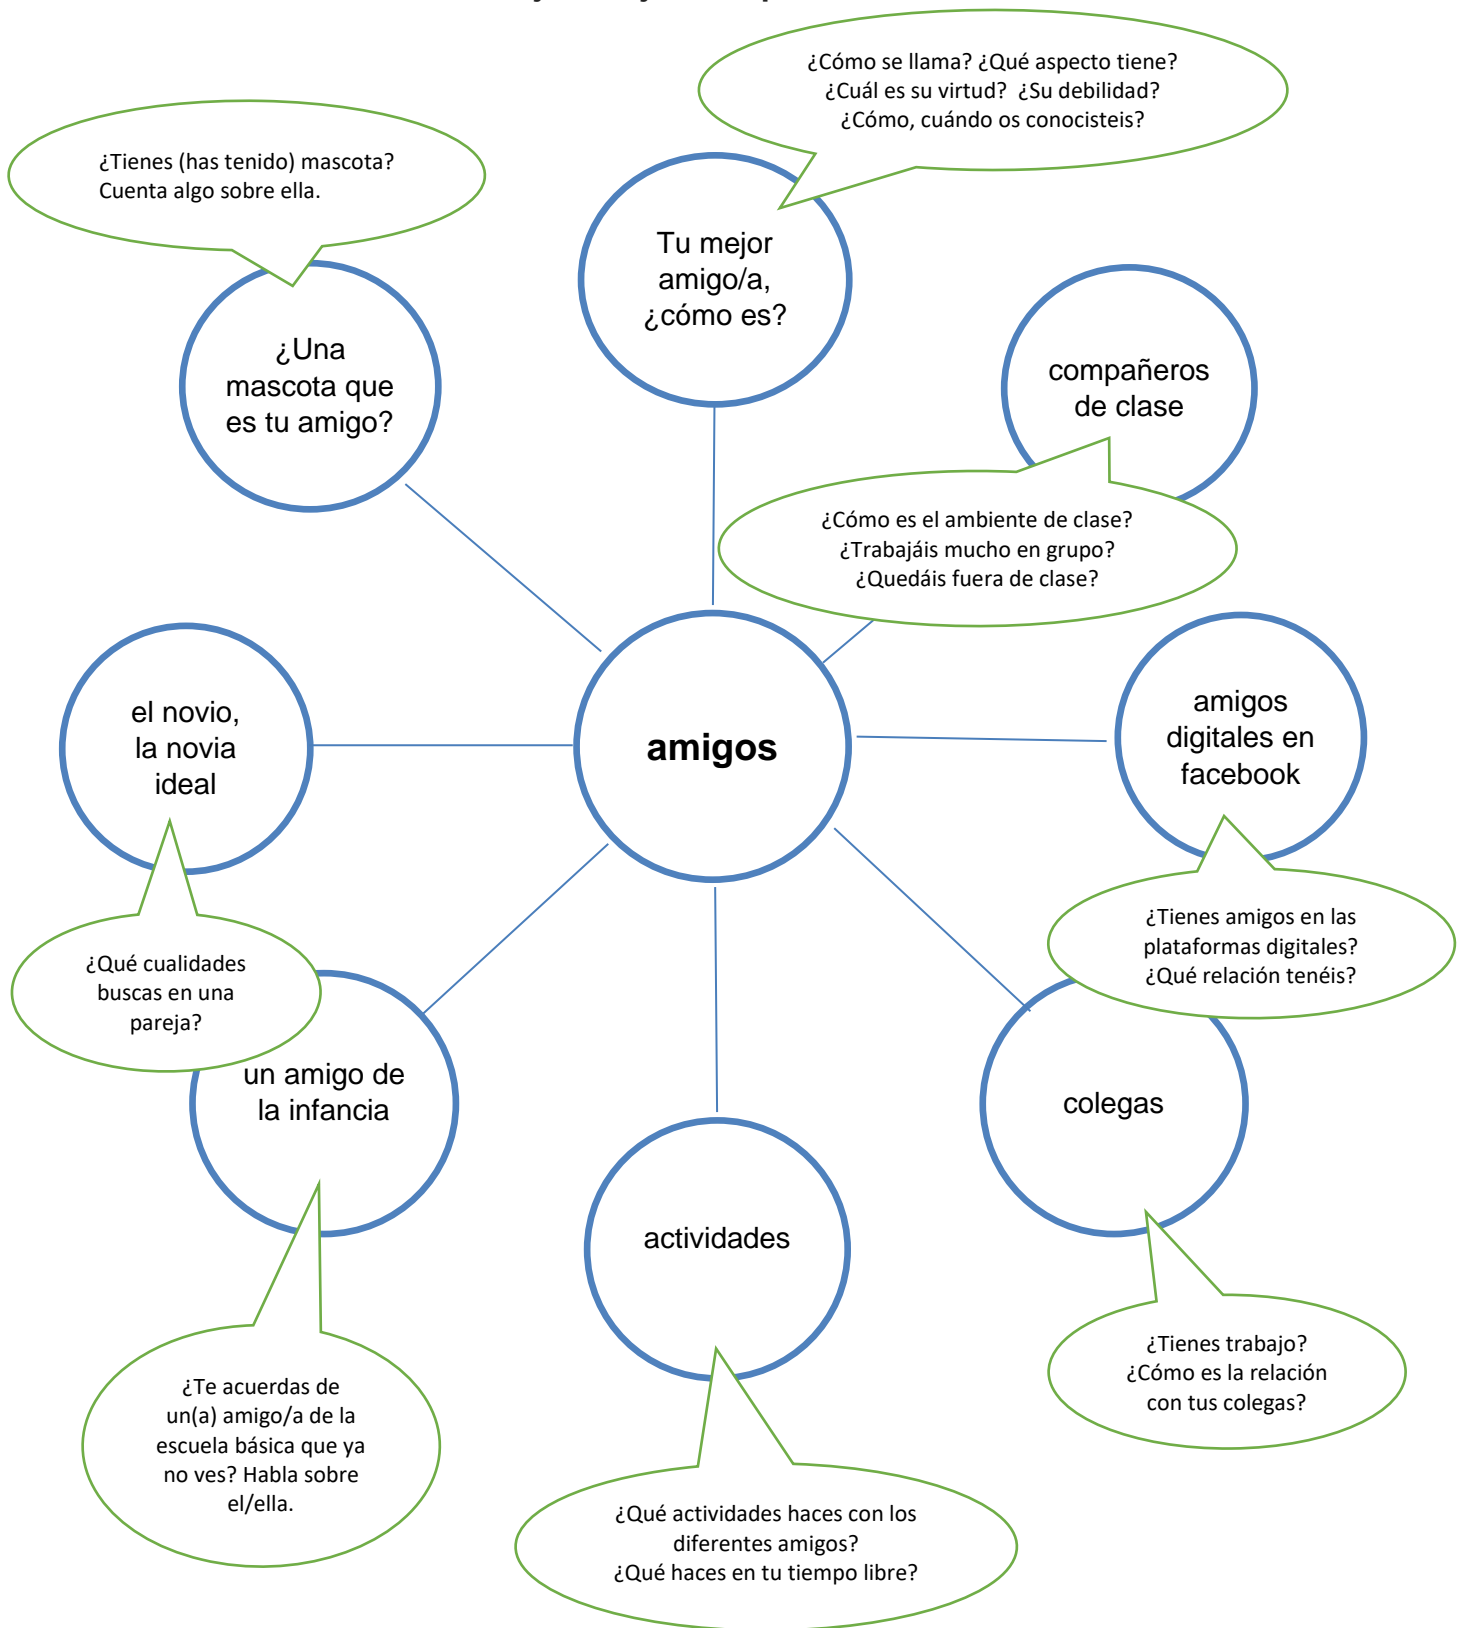 ¿Cómo se llama? ¿Qué aspecto tiene?
¿Cuál es su virtud? ¿Su debilidad?
¿Cómo, cuándo os conocisteis?
¿Tienes (has tenido) mascota?
Cuenta algo sobre ella.
Tu mejor
amigo/a,
¿cómo es?
¿Una
mascota que
es tu amigo?
compañeros
de clase
¿Cómo es el ambiente de clase?
¿Trabajáis mucho en grupo?
¿Quedáis fuera de clase?
el novio,
la novia
ideal
amigos
amigos
digitales en
facebook
¿Qué cualidades
buscas en una
pareja?
¿Tienes amigos en las
plataformas digitales?
¿Qué relación tenéis?
un amigo de
la infancia
colegas
actividades
¿Te acuerdas de
un(a) amigo/a de la
escuela básica que ya
no ves? Habla sobre
el/ella.
¿Tienes trabajo?
¿Cómo es la relación
con tus colegas?
¿Qué actividades haces con los
diferentes amigos?
¿Qué haces en tu tiempo libre?